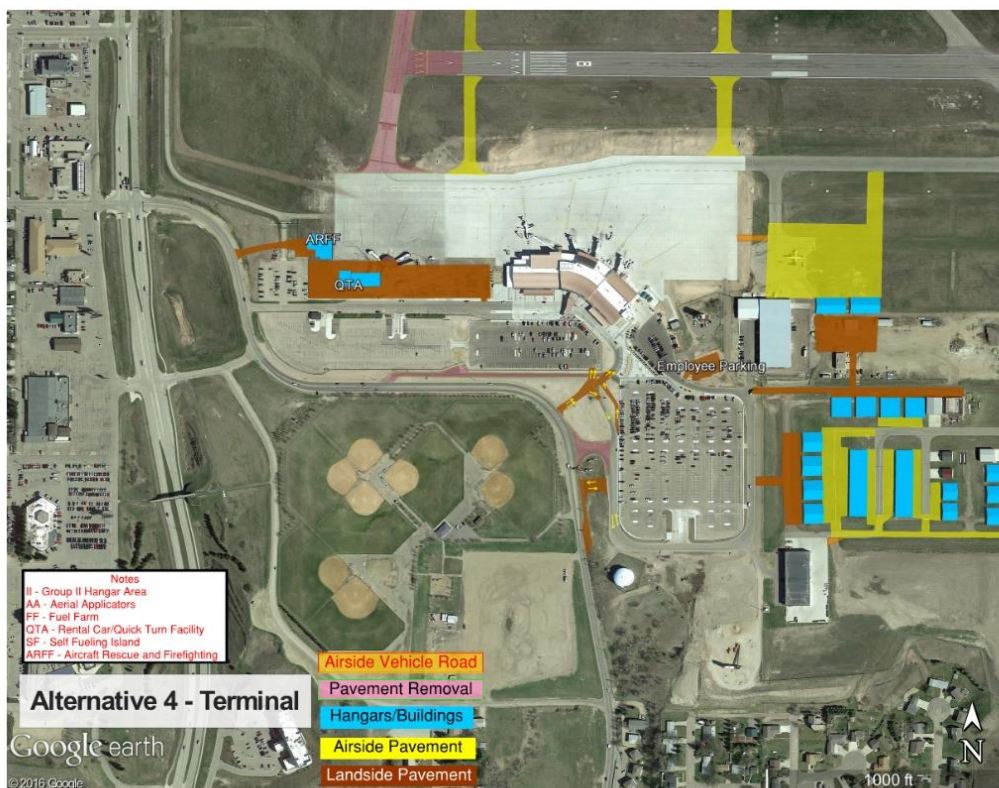 8
ARFF
QTA
Employee Parking
Notes
II - Group II Hangar Area
AA - Aerial Applicators
FF - Fuel Farm
QTA - Rental Car/Quick Turn Facility
SF - Self Fueling Island
ARFF - Aircraft Rescue and Firefighting
Alternative 4 - Terminal
Airside Vehicle Road
Pavement Removal
Hangars/Buildings
Airside Pavement
Landside Pavement
Google earth
© 2016 Google
1000 ft
N